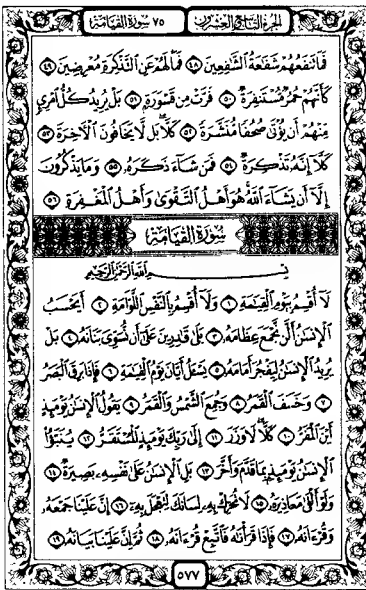 الجزء التاسع والعشرون ٧٥ سورة القيامة
فَمَا تَنفَعُهُمْ شَفَٰعَةُ ٱلشَّٰفِعِينَ ٤٨ فَمَا لَهُمْ عَنِ ٱلتَّذْكِرَةِ مُعْرِضِينَ ٤٩
كَأَنَّهُمْ حُمُرٌ مُّسْتَنفِرَةٌ ٥٠ فَرَّتْ مِن قَسْوَرَةٍۭ ٥١ بَلْ يُرِيدُ كُلُّ ٱمْرِئٍ
مِّنْهُمْ أَن يُؤْتَىٰ صُحُفًا مُّنَشَّرَةً ٥٢ كَلَّا ۖ بَل لَّا يَخَافُونَ ٱلْءَاخِرَةَ ٥٣
كَلَّآ إِنَّهُۥ تَذْكِرَةٌ ٥٤ فَمَن شَآءَ ذَكَرَهُۥ ٥٥ وَمَا يَذْكُرُونَ
إِلَّآ أَن يَشَآءَ ٱللَّهُ ۚ هُوَ أَهْلُ ٱلتَّقْوَىٰ وَأَهْلُ ٱلْمَغْفِرَةِ ٥٦
سُورَةُ القِيَامَةِ
بِسْمِ ٱللَّهِ ٱلرَّحْمَٰنِ ٱلرَّحِيمِ
لَآ أُقْسِمُ بِيَوْمِ ٱلْقِيَٰمَةِ ١ وَلَآ أُقْسِمُ بِٱلنَّفْسِ ٱللَّوَّامَةِ ٢ أَيَحْسَبُ
ٱلْإِنسَٰنُ أَلَّن نَّجْمَعَ عِظَامَهُۥ ٣ بَلَىٰ قَٰدِرِينَ عَلَىٰٓ أَن نُّسَوِّىَ بَنَانَهُۥ ٤ بَلْ
يُرِيدُ ٱلْإِنسَٰنُ لِيَفْجُرَ أَمَامَهُۥ ٥ يَسْـَٔلُ أَيَّانَ يَوْمُ ٱلْقِيَٰمَةِ ٦ فَإِذَا بَرِقَ ٱلْبَصَرُ
٧ وَخَسَفَ ٱلْقَمَرُ ٨ وَجُمِعَ ٱلشَّمْسُ وَٱلْقَمَرُ ٩ يَقُولُ ٱلْإِنسَٰنُ يَوْمَئِذٍ
أَيْنَ ٱلْمَفَرُّ ١٠ كَلَّا لَا وَزَرَ ١١ إِلَىٰ رَبِّكَ يَوْمَئِذٍ ٱلْمُسْتَقَرُّ ١٢ يُنَبَّؤُا۟
ٱلْإِنسَٰنُ يَوْمَئِذٍۭ بِمَا قَدَّمَ وَأَخَّرَ ١٣ بَلِ ٱلْإِنسَٰنُ عَلَىٰ نَفْسِهِۦ بَصِيرَةٌ ١٤
وَلَوْ أَلْقَىٰ مَعَاذِيرَهُۥ ١٥ لَا تُحَرِّكْ بِهِۦ لِسَانَكَ لِتَعْجَلَ بِهِۦٓ ١٦ إِنَّ عَلَيْنَا جَمْعَهُۥ
وَقُرْءَانَهُۥ ١٧ فَإِذَا قَرَأْنَٰهُ فَٱتَّبِعْ قُرْءَانَهُۥ ١٨ ثُمَّ إِنَّ عَلَيْنَا بَيَانَهُۥ ١٩
٥٧٧